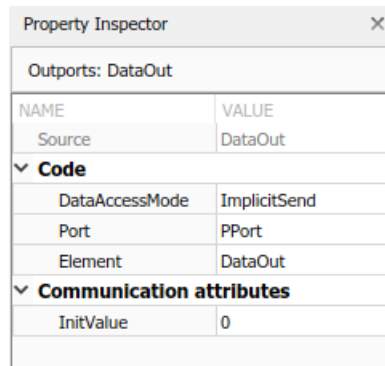 Property Inspector
Outports: DataOut
NAME VALUE
Source DataOut
Code
DataAccessMode ImplicitSend
Port PPort
Element DataOut
Communication attributes
InitValue 0